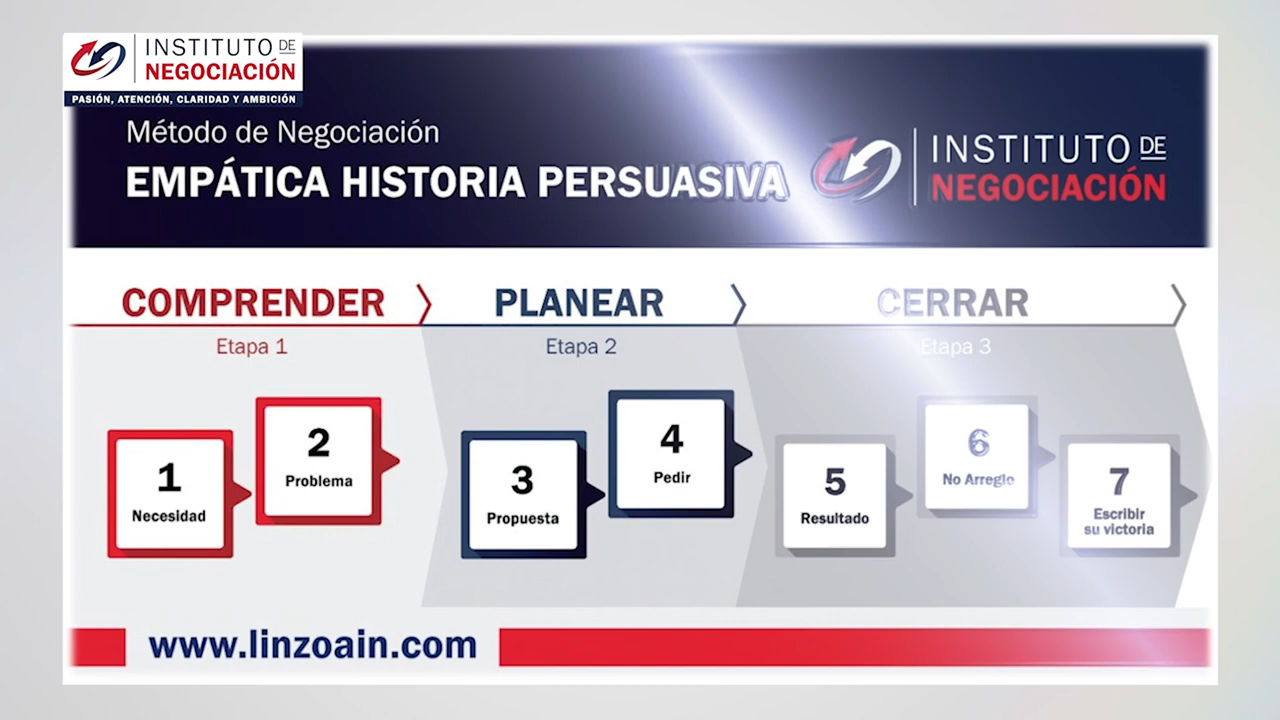 INSTITUTO DE
NEGOCIACIÓN
PASIÓN, ATENCIÓN, CLARIDAD Y AMBICIÓN
Método de Negociación
EMPÁTICA HISTORIA PERSUASIVA
INSTITUTO DE
NEGOCIACIÓN
COMPRENDER
Etapa 1
PLANEAR
Etapa 2
CERRAR
Etapa 3
1
Necesidad
2
Problema
3
Propuesta
4
Pedir
5
Resultado
6
No Arreglo
7
Escribir
su victoria
www.linzoain.com